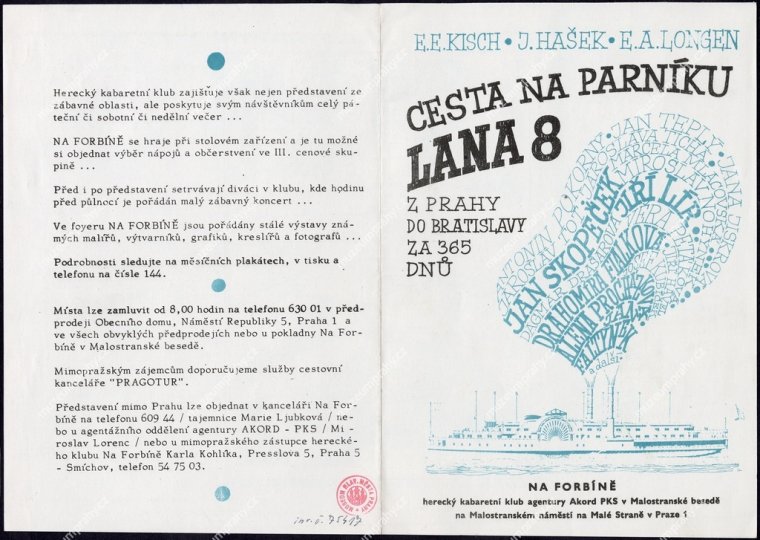 Herecký kabaretní klub zajišťuje však nejen představení ze
zábavné oblasti, ale poskytuje svým návštěvníkům celý pá-
teční či sobotní či nedělní večer ...
NA FORBÍNĚ se hraje při stolovém zařízení a je tu možné
si objednat výběr nápojů a občerstvení ve III. cenové sku-
pině ...
Před i po představení setrvávají diváci v klubu, kde hodinu
před půlnocí je pořádán malý zábavný koncert ...
Ve foyeru NA FORBÍNĚ jsou pořádány stálé výstavy zná-
mých malířů, výtvarníků, grafiků, kreslířů a fotografů ...
Podrobnosti sledujte na měsíčních plakátech, v tisku a
telefonu na čísle 144.
Místa lze zamluvit od 8,00 hodin na telefonu 630 01 v před-
prodeji Obecního domu, Náměstí Republiky 5, Praha 1 a
ve všech obvyklých předprodejích nebo u pokladny Na For-
bíně v Malostranské besedě.
Mimopražským zájemcům doporučujeme služby cestovní
kanceláře "PRAGOTUR".
Představení mimo Prahu lze objednat v kanceláři Na For-
bíně na telefonu 609 44 / tajemnice Marie Ljubková / ne-
bo u agentážního oddělení agentury AKORD - PKS / Mi -
roslav Lorenc / nebo u mimopražského zástupce herecké-
ho klubu Na Forbíně Karla Kohlíka, Presslova 5, Praha 5
- Smíchov, telefon 54 75 03.
E.E.KISCH • J.HAŠEK • E.A.LONGEN
CESTA NA PARNÍKU
LANA 8
Z PRAHY
DO BRATISLAVY
ZA 365
DNŮ
JAN TEPLÝ
JIŘÍ LÍR
JAN SKOPEČEK
a další
NA FORBÍNĚ
herecký kabaretní klub agentury Akord PKS v Malostranské besedě
na Malostranském náměstí na Malé Straně v Praze 1